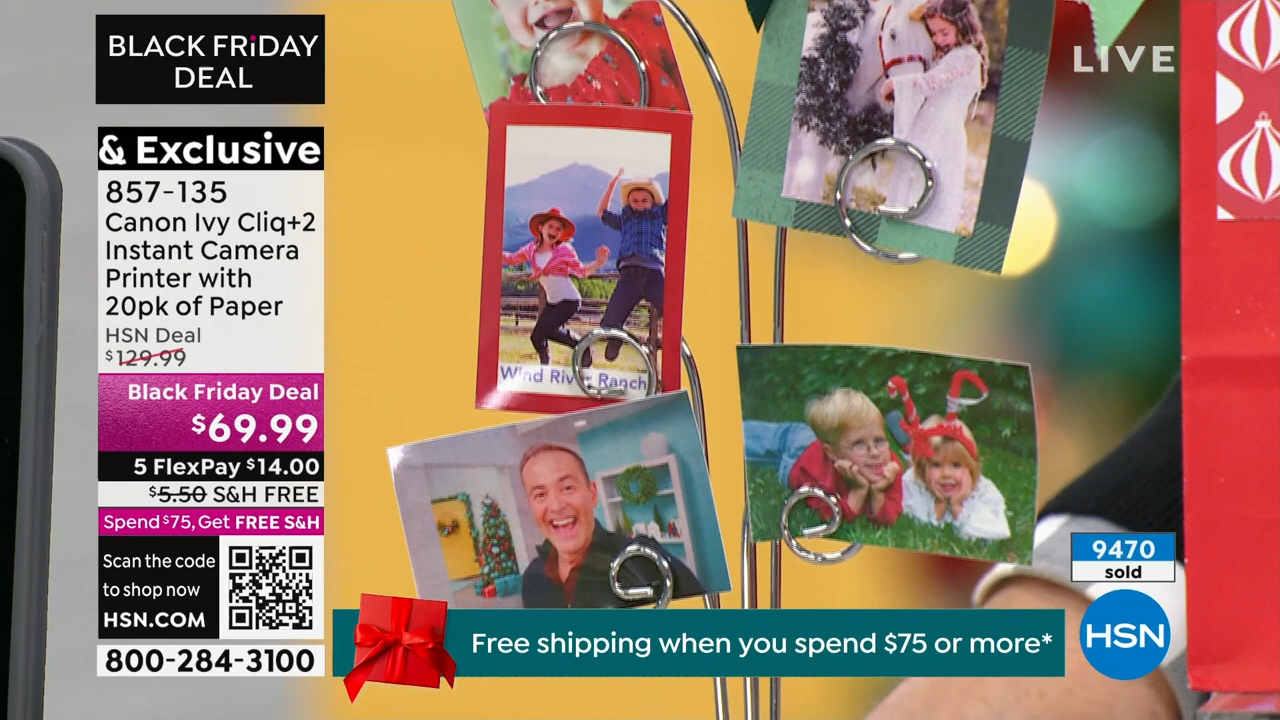 BLACK FRiDAY
DEAL
LIVE
& Exclusive
857-135
Canon Ivy Cliq+2
Instant Camera
Printer with
20pk of Paper
HSN Deal
$129.99
Black Friday Deal
$69.99
5 FlexPay $14.00
$5.50 S&H FREE
Spend $75, Get FREE S&H
Scan the code
to shop now
HSN.COM
800-284-3100
Wind River Ranch
9470
sold
Free shipping when you spend $75 or more*
HSN